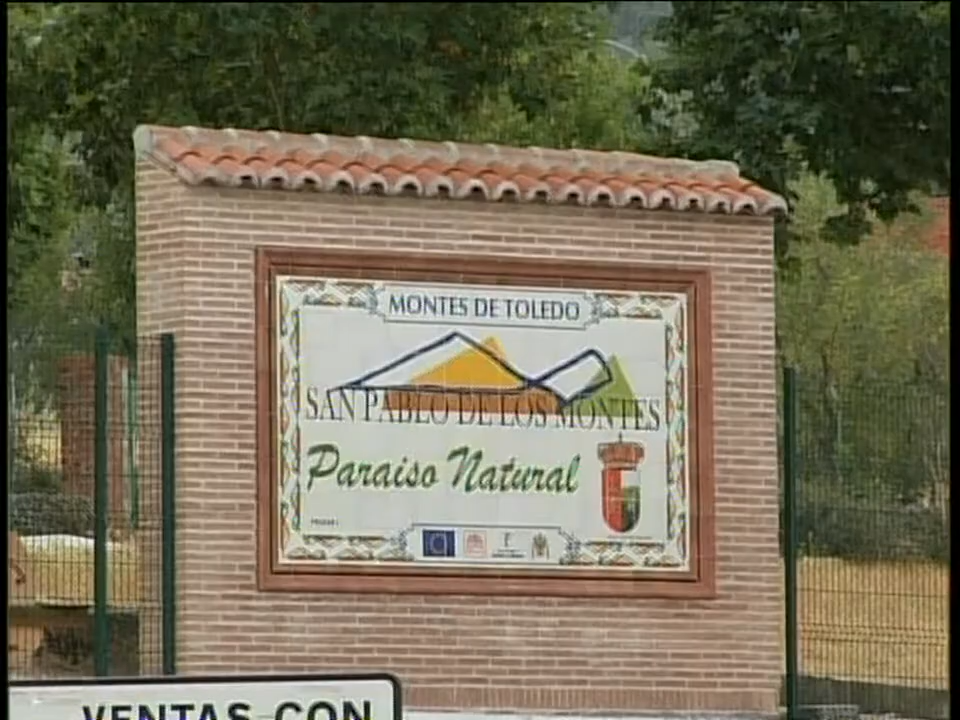 MONTES DE TOLEDO
SAN PABLO DE LOS MONTES
Paraiso Natural
VENTAS CON